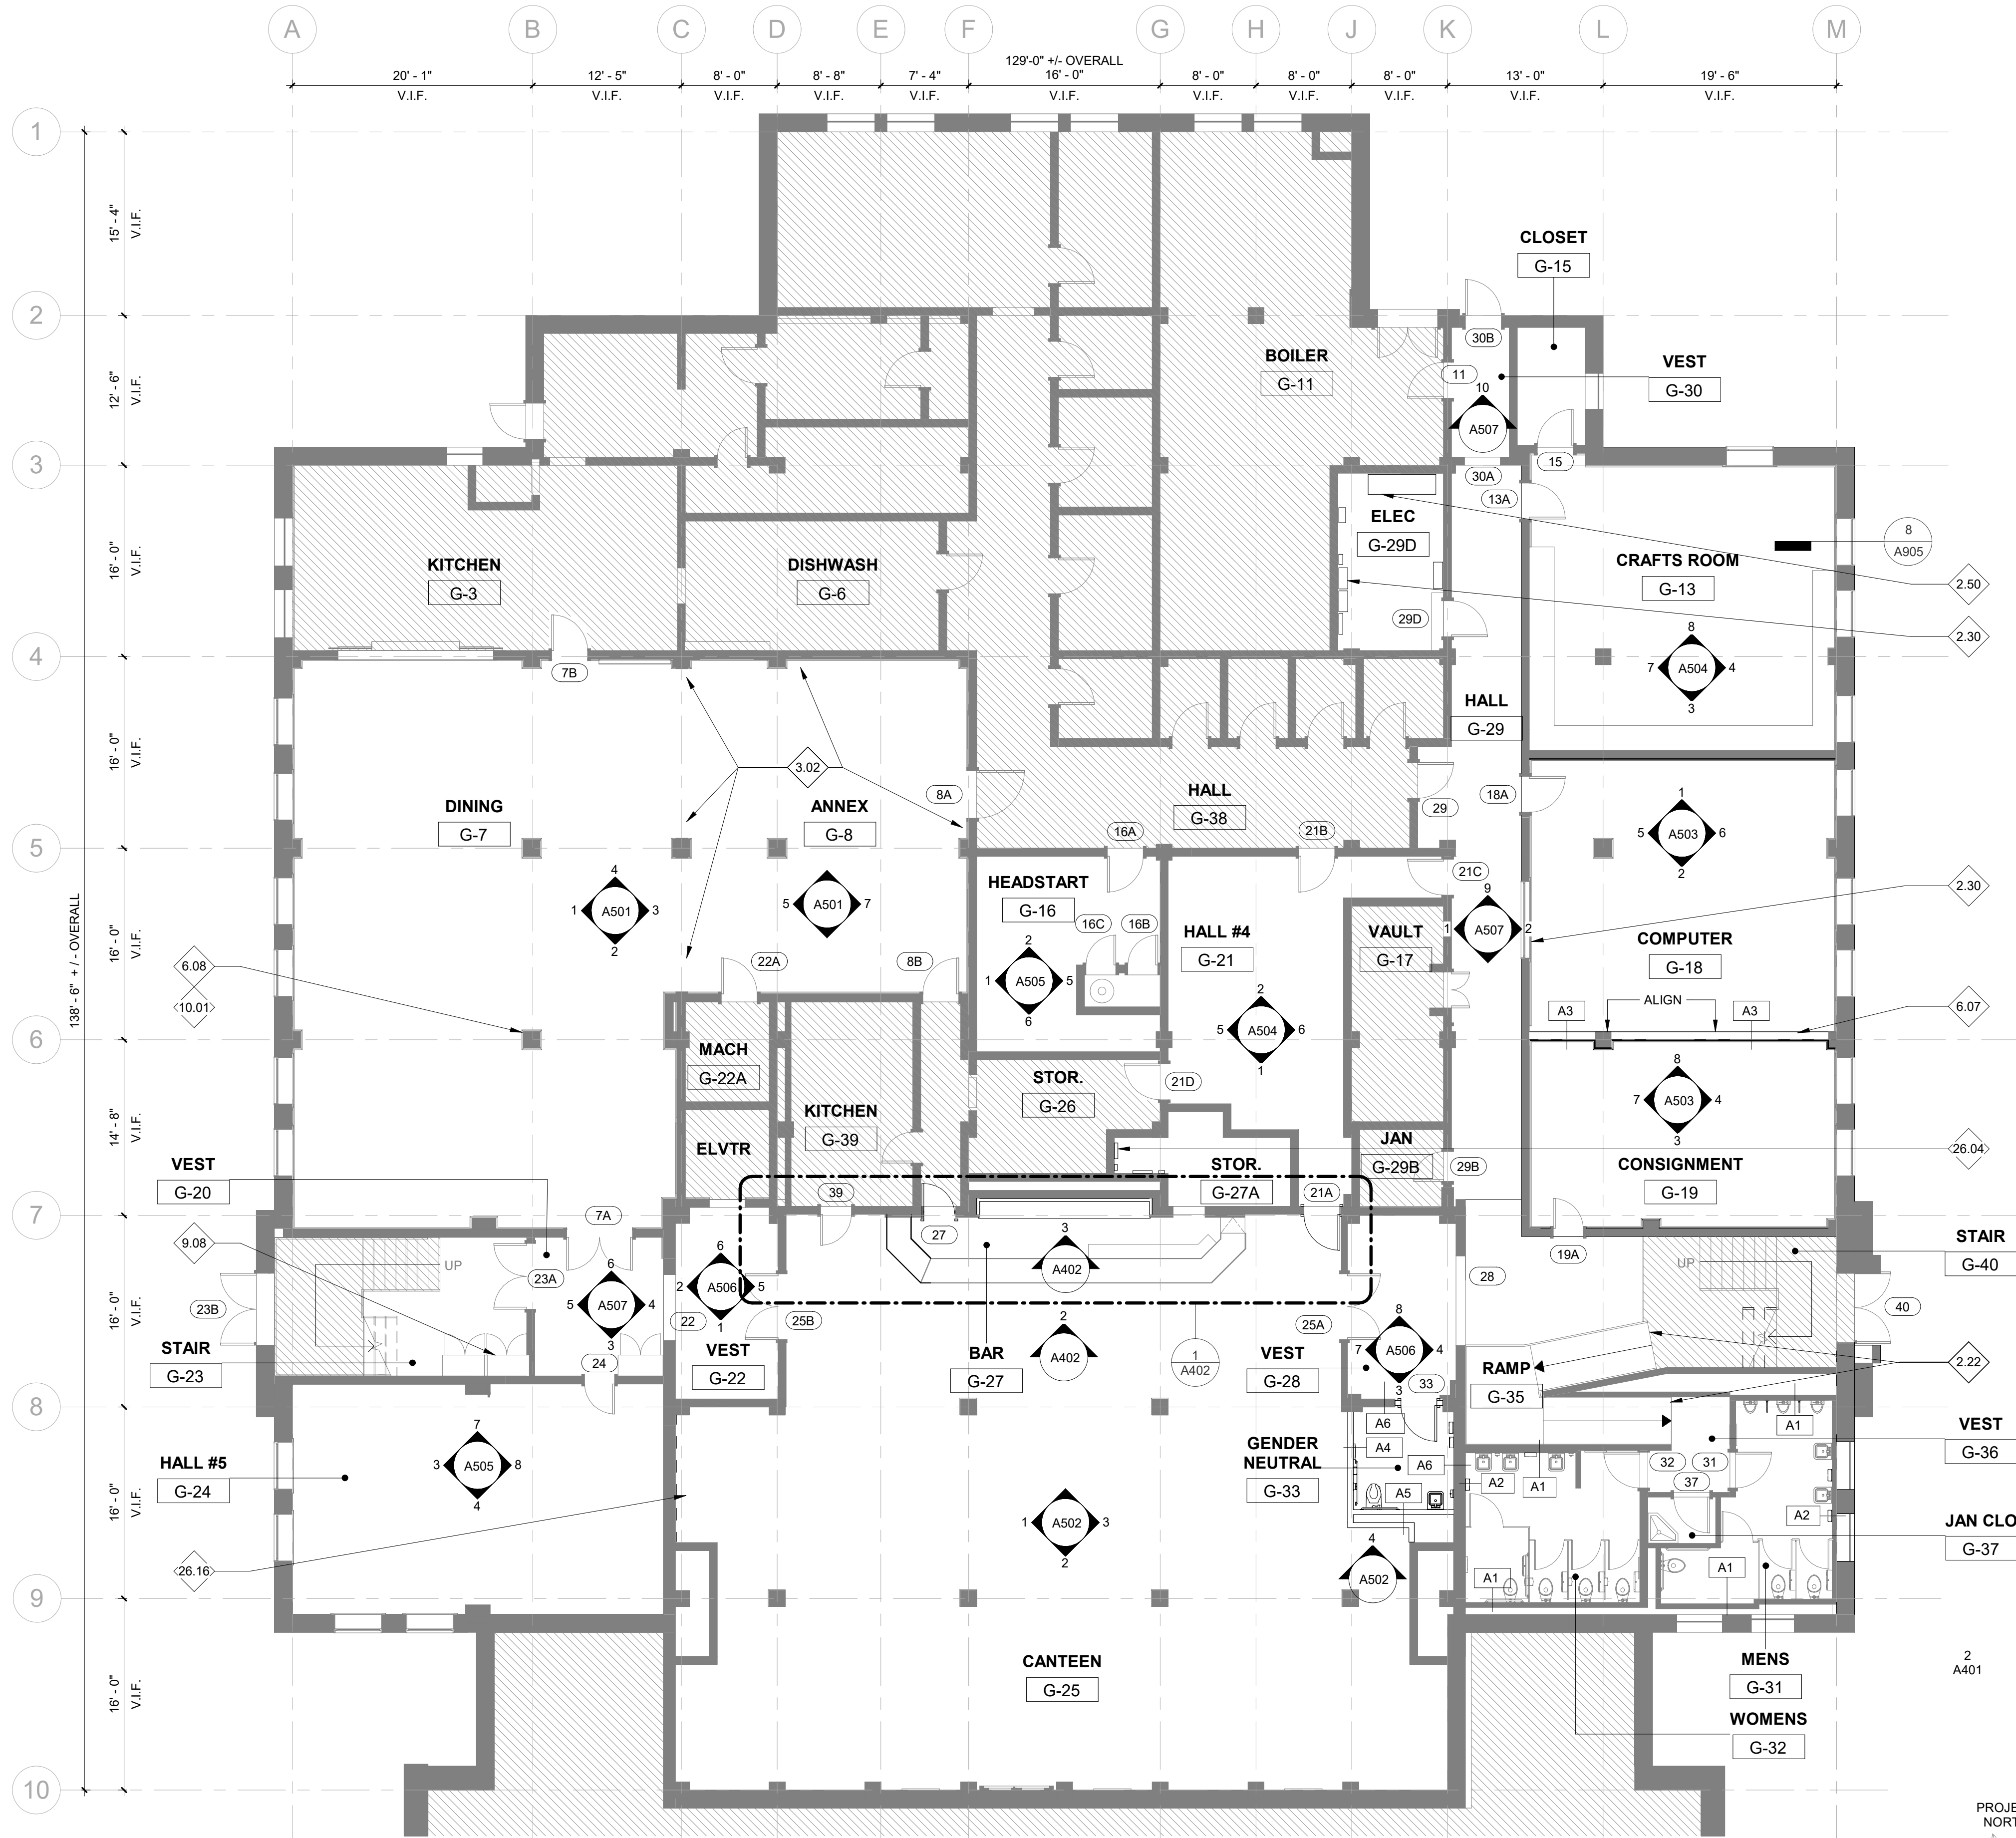 A B C D E F G H J K L M
129'-0" +/- OVERALL
20' - 1" 12' - 5" 8' - 0" 8' - 8" 7' - 4" 16' - 0" 8' - 0" 8' - 0" 8' - 0" 13' - 0" 19' - 6"
V.I.F. V.I.F. V.I.F. V.I.F. V.I.F. V.I.F. V.I.F. V.I.F. V.I.F. V.I.F. V.I.F.
1
15' - 4"
V.I.F.
CLOSET
G-15
2
30B
12' - 6"
V.I.F.
BOILER
G-11
11
VEST
G-30
10
A507
3
15
30A
13A
16' - 0"
V.I.F.
KITCHEN
G-3
DISHWASH
G-6
ELEC
G-29D
29D
CRAFTS ROOM
G-13
8
A905
2.50
2.30
8
7 A504 4
3
4
7B
16' - 0"
V.I.F.
3.02
HALL
G-29
DINING
G-7
ANNEX
G-8
8A
HALL
G-38
29
18A
1
5 A503 6
2
5
16A
21B
21C
138' - 6" + / - OVERALL
16' - 0"
V.I.F.
4
1 A501 3
2
5 A501 7
HEADSTART
G-16
16C
16B
2
1 A505 5
6
HALL #4
G-21
VAULT
G-17
9
1 A507 2
2.30
COMPUTER
G-18
6.08
10.01
22A
8B
2
5 A504 6
1
ALIGN
A3
A3
6.07
6
14' - 8"
V.I.F.
MACH
G-22A
STOR.
G-26
21D
KITCHEN
G-39
ELVTR
JAN
G-29B
29B
8
7 A503 4
3
CONSIGNMENT
G-19
26.04
VEST
G-20
STOR.
G-27A
39
21A
7
7A
27
19A
STAIR
G-40
9.08
UP
23A
23B
16' - 0"
V.I.F.
6
5 A507 4
3
6
2 A506 5
1
3
A402
28
UP
40
22
25B
25A
24
STAIR
G-23
VEST
G-22
2
A402
BAR
G-27
1
A402
VEST
G-28
8
7 A506 4
3
33
RAMP
G-35
2.22
8
A6
A4
A6
A5
A1
VEST
G-36
HALL #5
G-24
7
3 A505 8
4
16' - 0"
V.I.F.
GENDER
NEUTRAL
G-33
A2
A1
32
31
37
A2
JAN CLO
G-37
1 A502 3
2
4
A502
26.16
A1
A1
9
16' - 0"
V.I.F.
CANTEEN
G-25
MENS
G-31
WOMENS
G-32
2
A401
10
PROJE
NORT